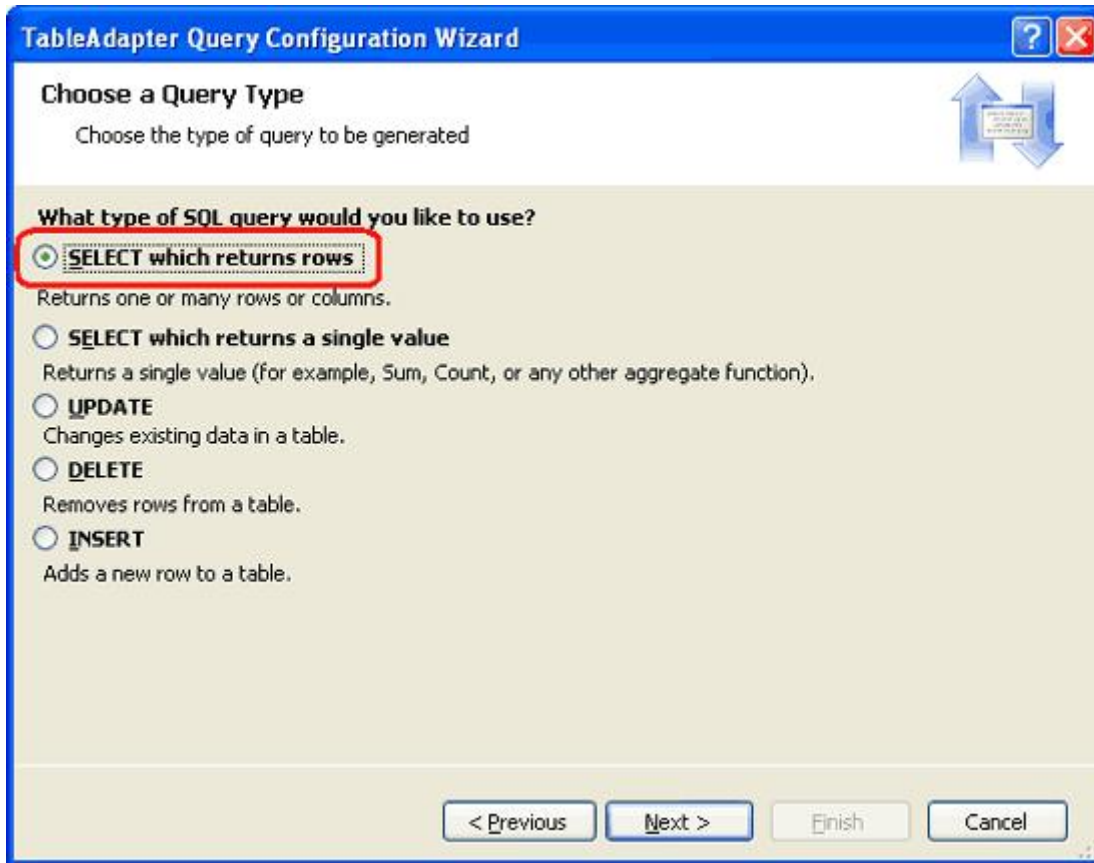 TableAdapter Query Configuration Wizard
Choose a Query Type
Choose the type of query to be generated
What type of SQL query would you like to use?
SELECT which returns rows
Returns one or many rows or columns.
SELECT which returns a single value
Returns a single value (for example, Sum, Count, or any other aggregate function).
UPDATE
Changes existing data in a table.
DELETE
Removes rows from a table.
INSERT
Adds a new row to a table.
< Previous Next > Finish Cancel